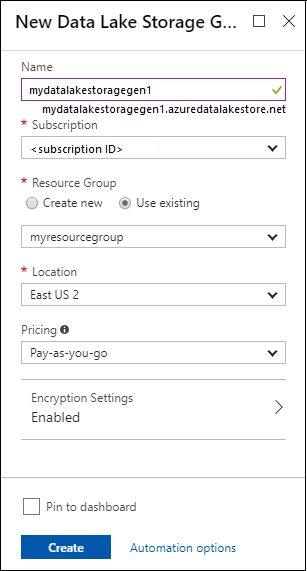 New Data Lake Storage G...
Name
mydatalakestoragegen1
mydatalakestoragegen1.azuredatalakestore.net
* Subscription
<subscription ID>
* Resource Group
Create new Use existing
myresourcegroup
* Location
East US 2
Pricing
Pay-as-you-go
Encryption Settings
Enabled
Pin to dashboard
Create Automation options